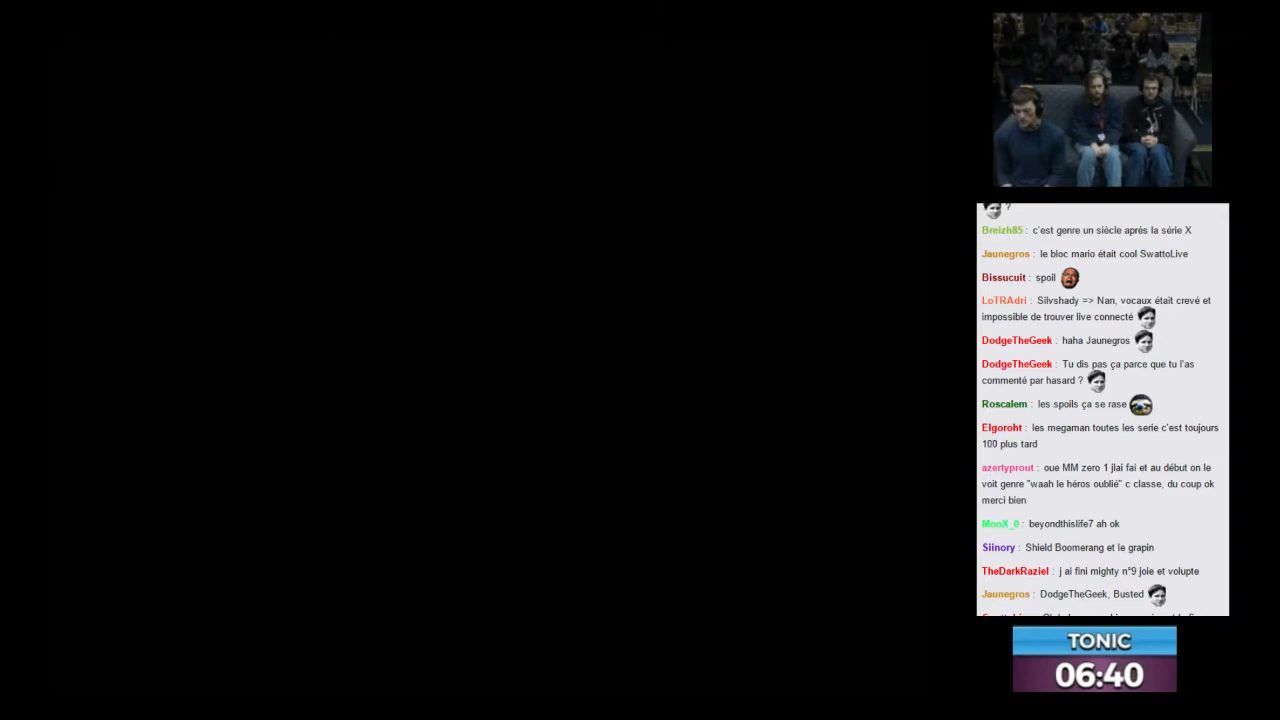 ?
Breizh85 : c'est genre un siècle après la série X
Jaunegros : le bloc mario était cool SwattoLive
Bissucuit : spoil
LoTRAdri : Silvshady => Nan, vocaux était crevé et
impossible de trouver live connecté
DodgeTheGeek : haha Jaunegros
DodgeTheGeek : Tu dis pas ça parce que tu l'as
commenté par hasard ?
Roscalem : les spoils ça se rase
Elgoroht : les megaman toutes les serie c'est toujours
100 plus tard
azertyprout : oue MM zero 1 jlai fai et au début on le
voit genre "waah le héros oublié" c classe, du coup ok
merci bien
MooX_0 : beyondthislife7 ah ok
Siinory : Shield Boomerang et le grapin
TheDarkRaziel : j ai fini mighty n°9 joie et volupte
Jaunegros : DodgeTheGeek, Busted
TONIC
06:40